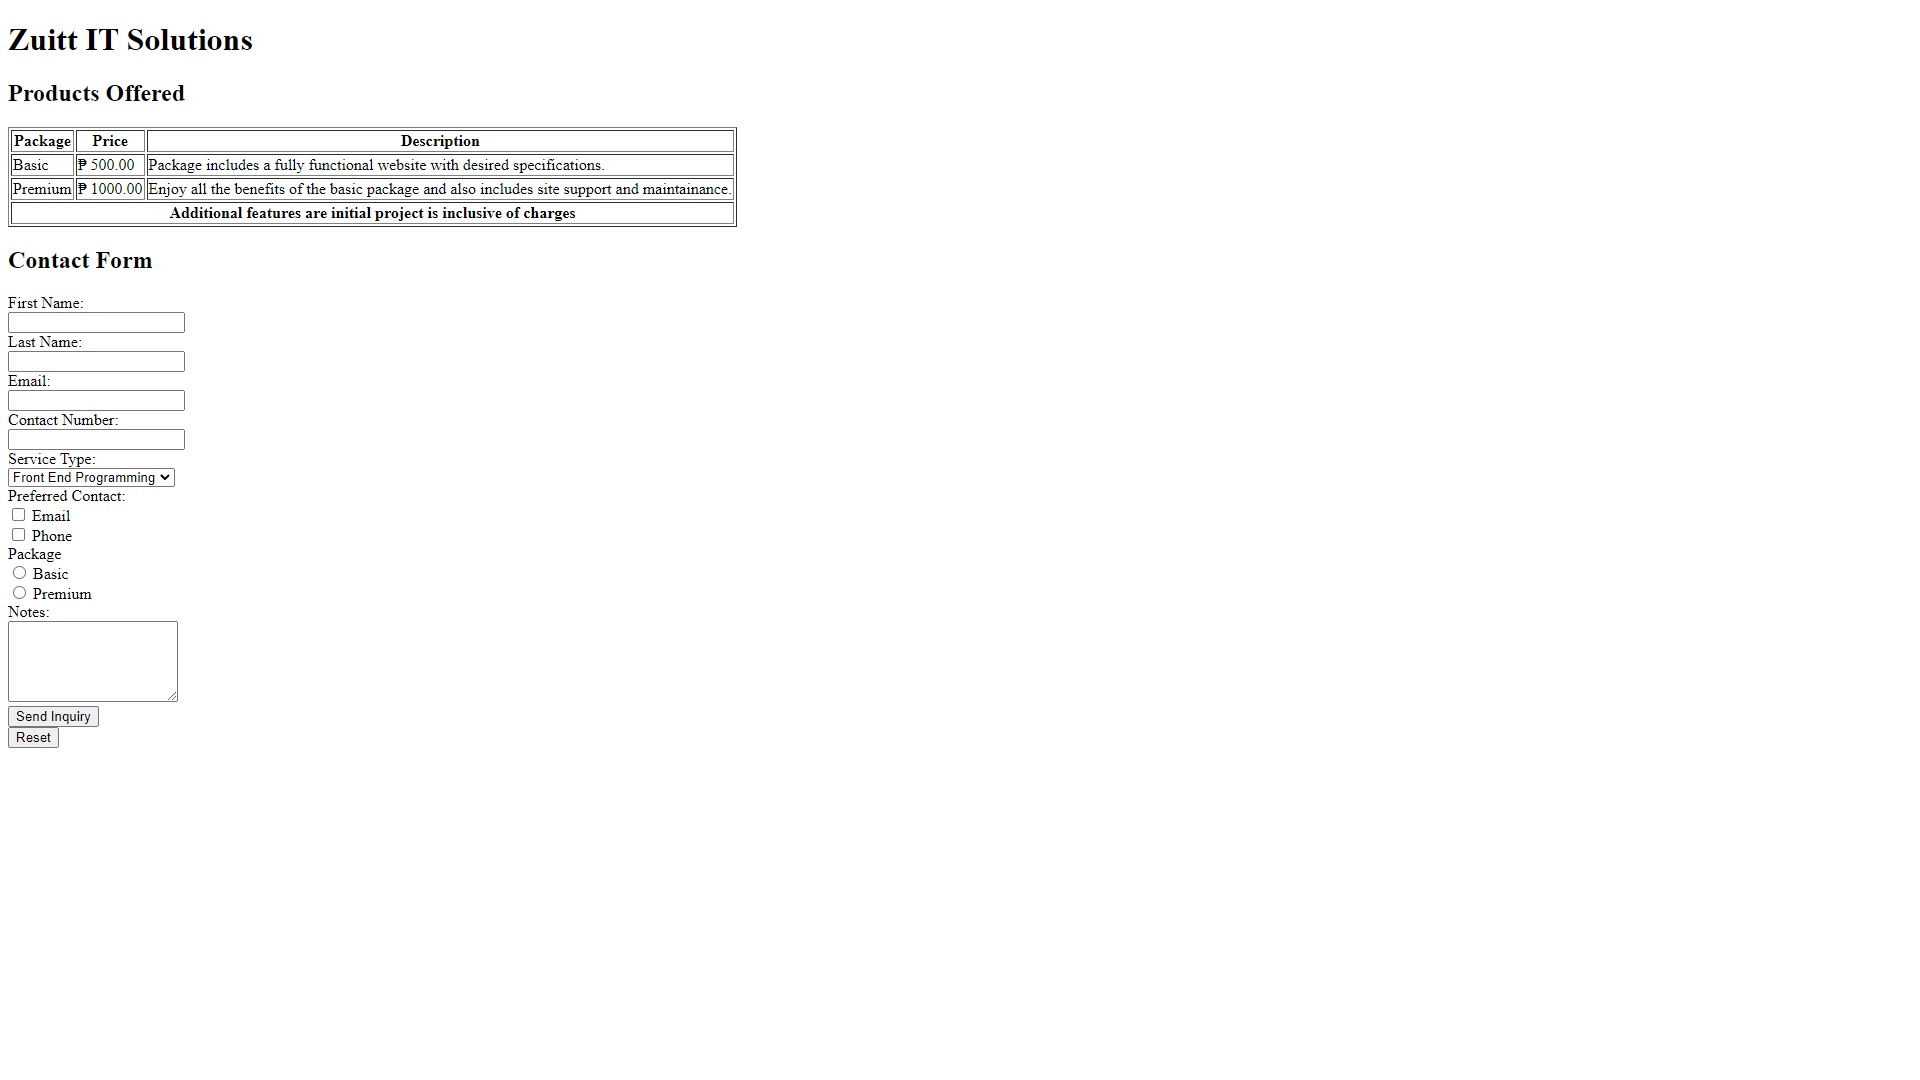 Zuitt IT Solutions
Products Offered
Package Price Description
Basic ₱ 500.00 Package includes a fully functional website with desired specifications.
Premium ₱ 1000.00 Enjoy all the benefits of the basic package and also includes site support and maintainance.
Additional features are initial project is inclusive of charges
Contact Form
First Name:
Last Name:
Email:
Contact Number:
Service Type:
Front End Programming
Preferred Contact:
Email
Phone
Package
Basic
Premium
Notes:
Send Inquiry
Reset